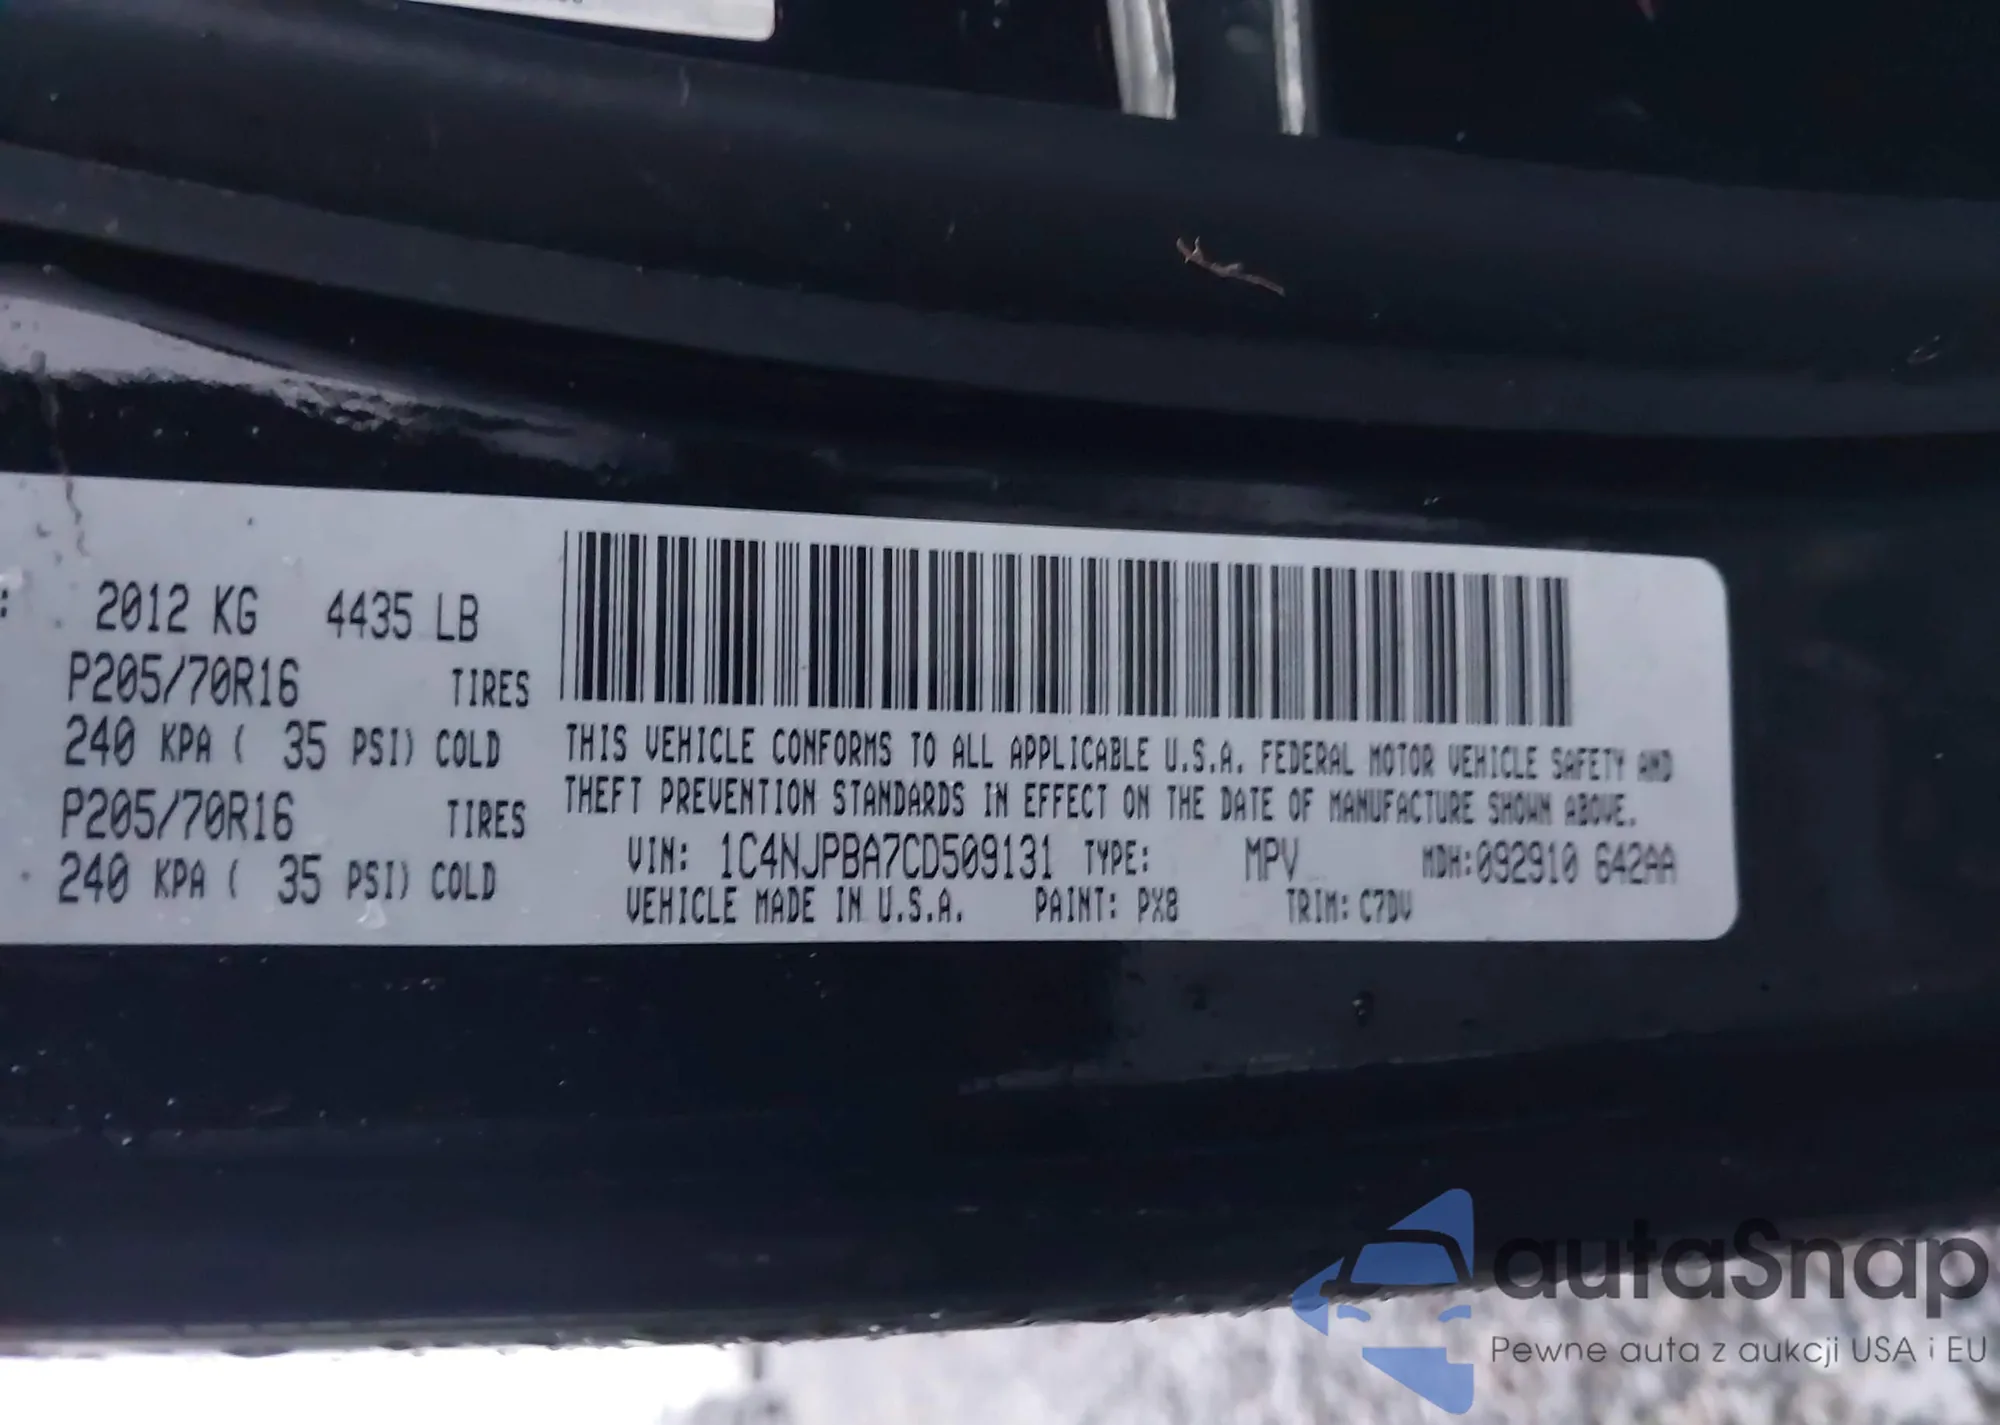 : 2012 KG 4435 LB
P205/70R16 TIRES
240 KPA ( 35 PSI) COLD
P205/70R16 TIRES
240 KPA ( 35 PSI) COLD
THIS VEHICLE CONFORMS TO ALL APPLICABLE U.S.A. FEDERAL MOTOR VEHICLE SAFETY AND
THEFT PREVENTION STANDARDS IN EFFECT ON THE DATE OF MANUFACTURE SHOWN ABOVE.
VIN: 1C4NJPBA7CD509131 TYPE: MPV MDH:092910 642AA
VEHICLE MADE IN U.S.A. PAINT: PX8 TRIM: C7DV
autaSnap
Pewne auta z aukcji USA i EU